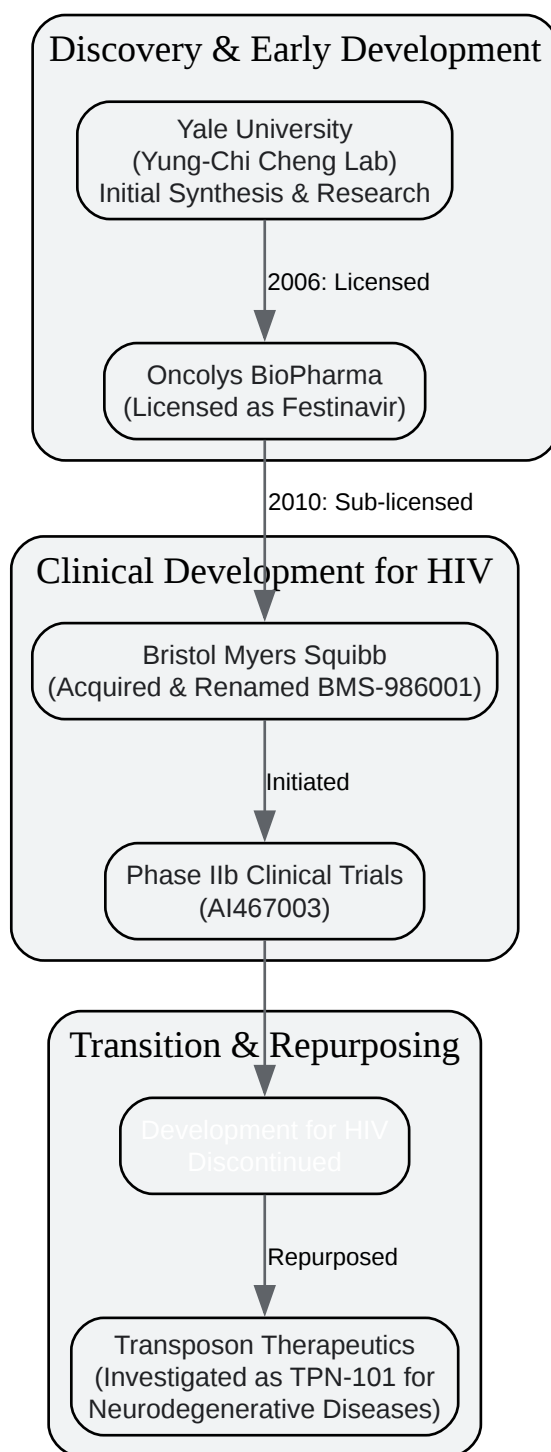 Discovery & Early Development
Yale University
(Yung-Chi Cheng Lab)
Initial Synthesis & Research
2006: Licensed
Oncolys BioPharma
(Licensed as Festinavir)
2010: Sub-licensed
Clinical Development for HIV
Bristol Myers Squibb
(Acquired & Renamed BMS-986001)
Initiated
Phase IIb Clinical Trials
(AI467003)
Transition & Repurposing
Development for HIV
Discontinued
Repurposed
Transposon Therapeutics
(Investigated as TPN-101 for
Neurodegenerative Diseases)